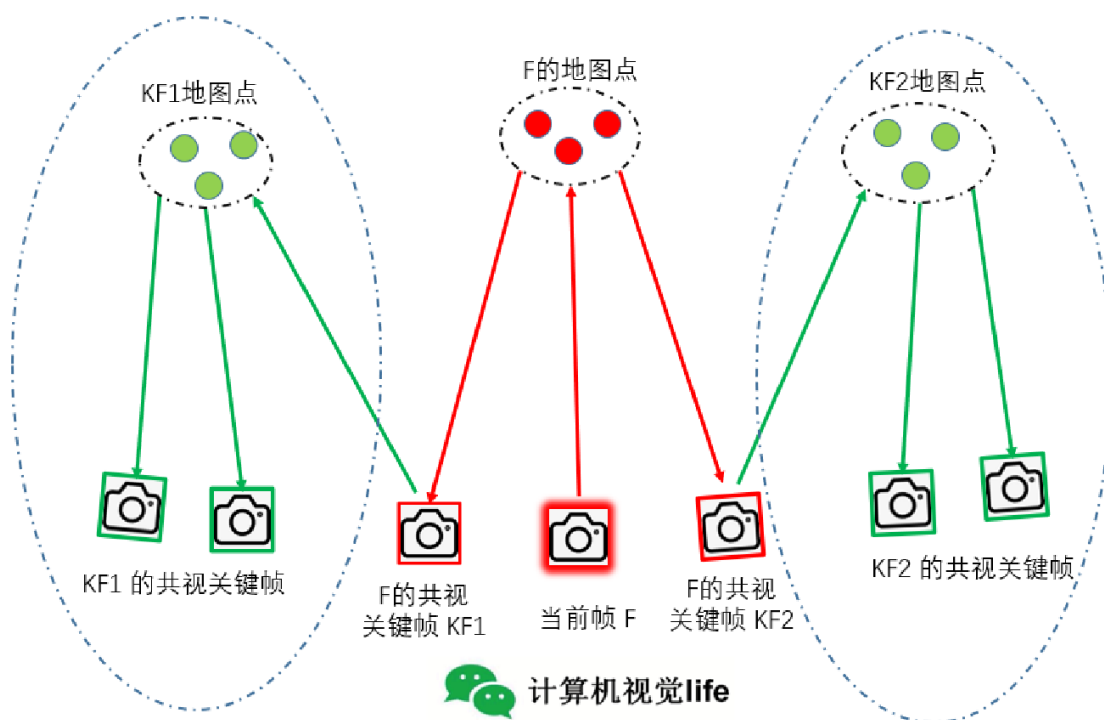 KF1地图点
F的地图点
KF2地图点
KF1 的共视关键帧
F的共视
关键帧 KF1
当前帧 F
F的共视
关键帧 KF2
KF2 的共视关键帧
计算机视觉life